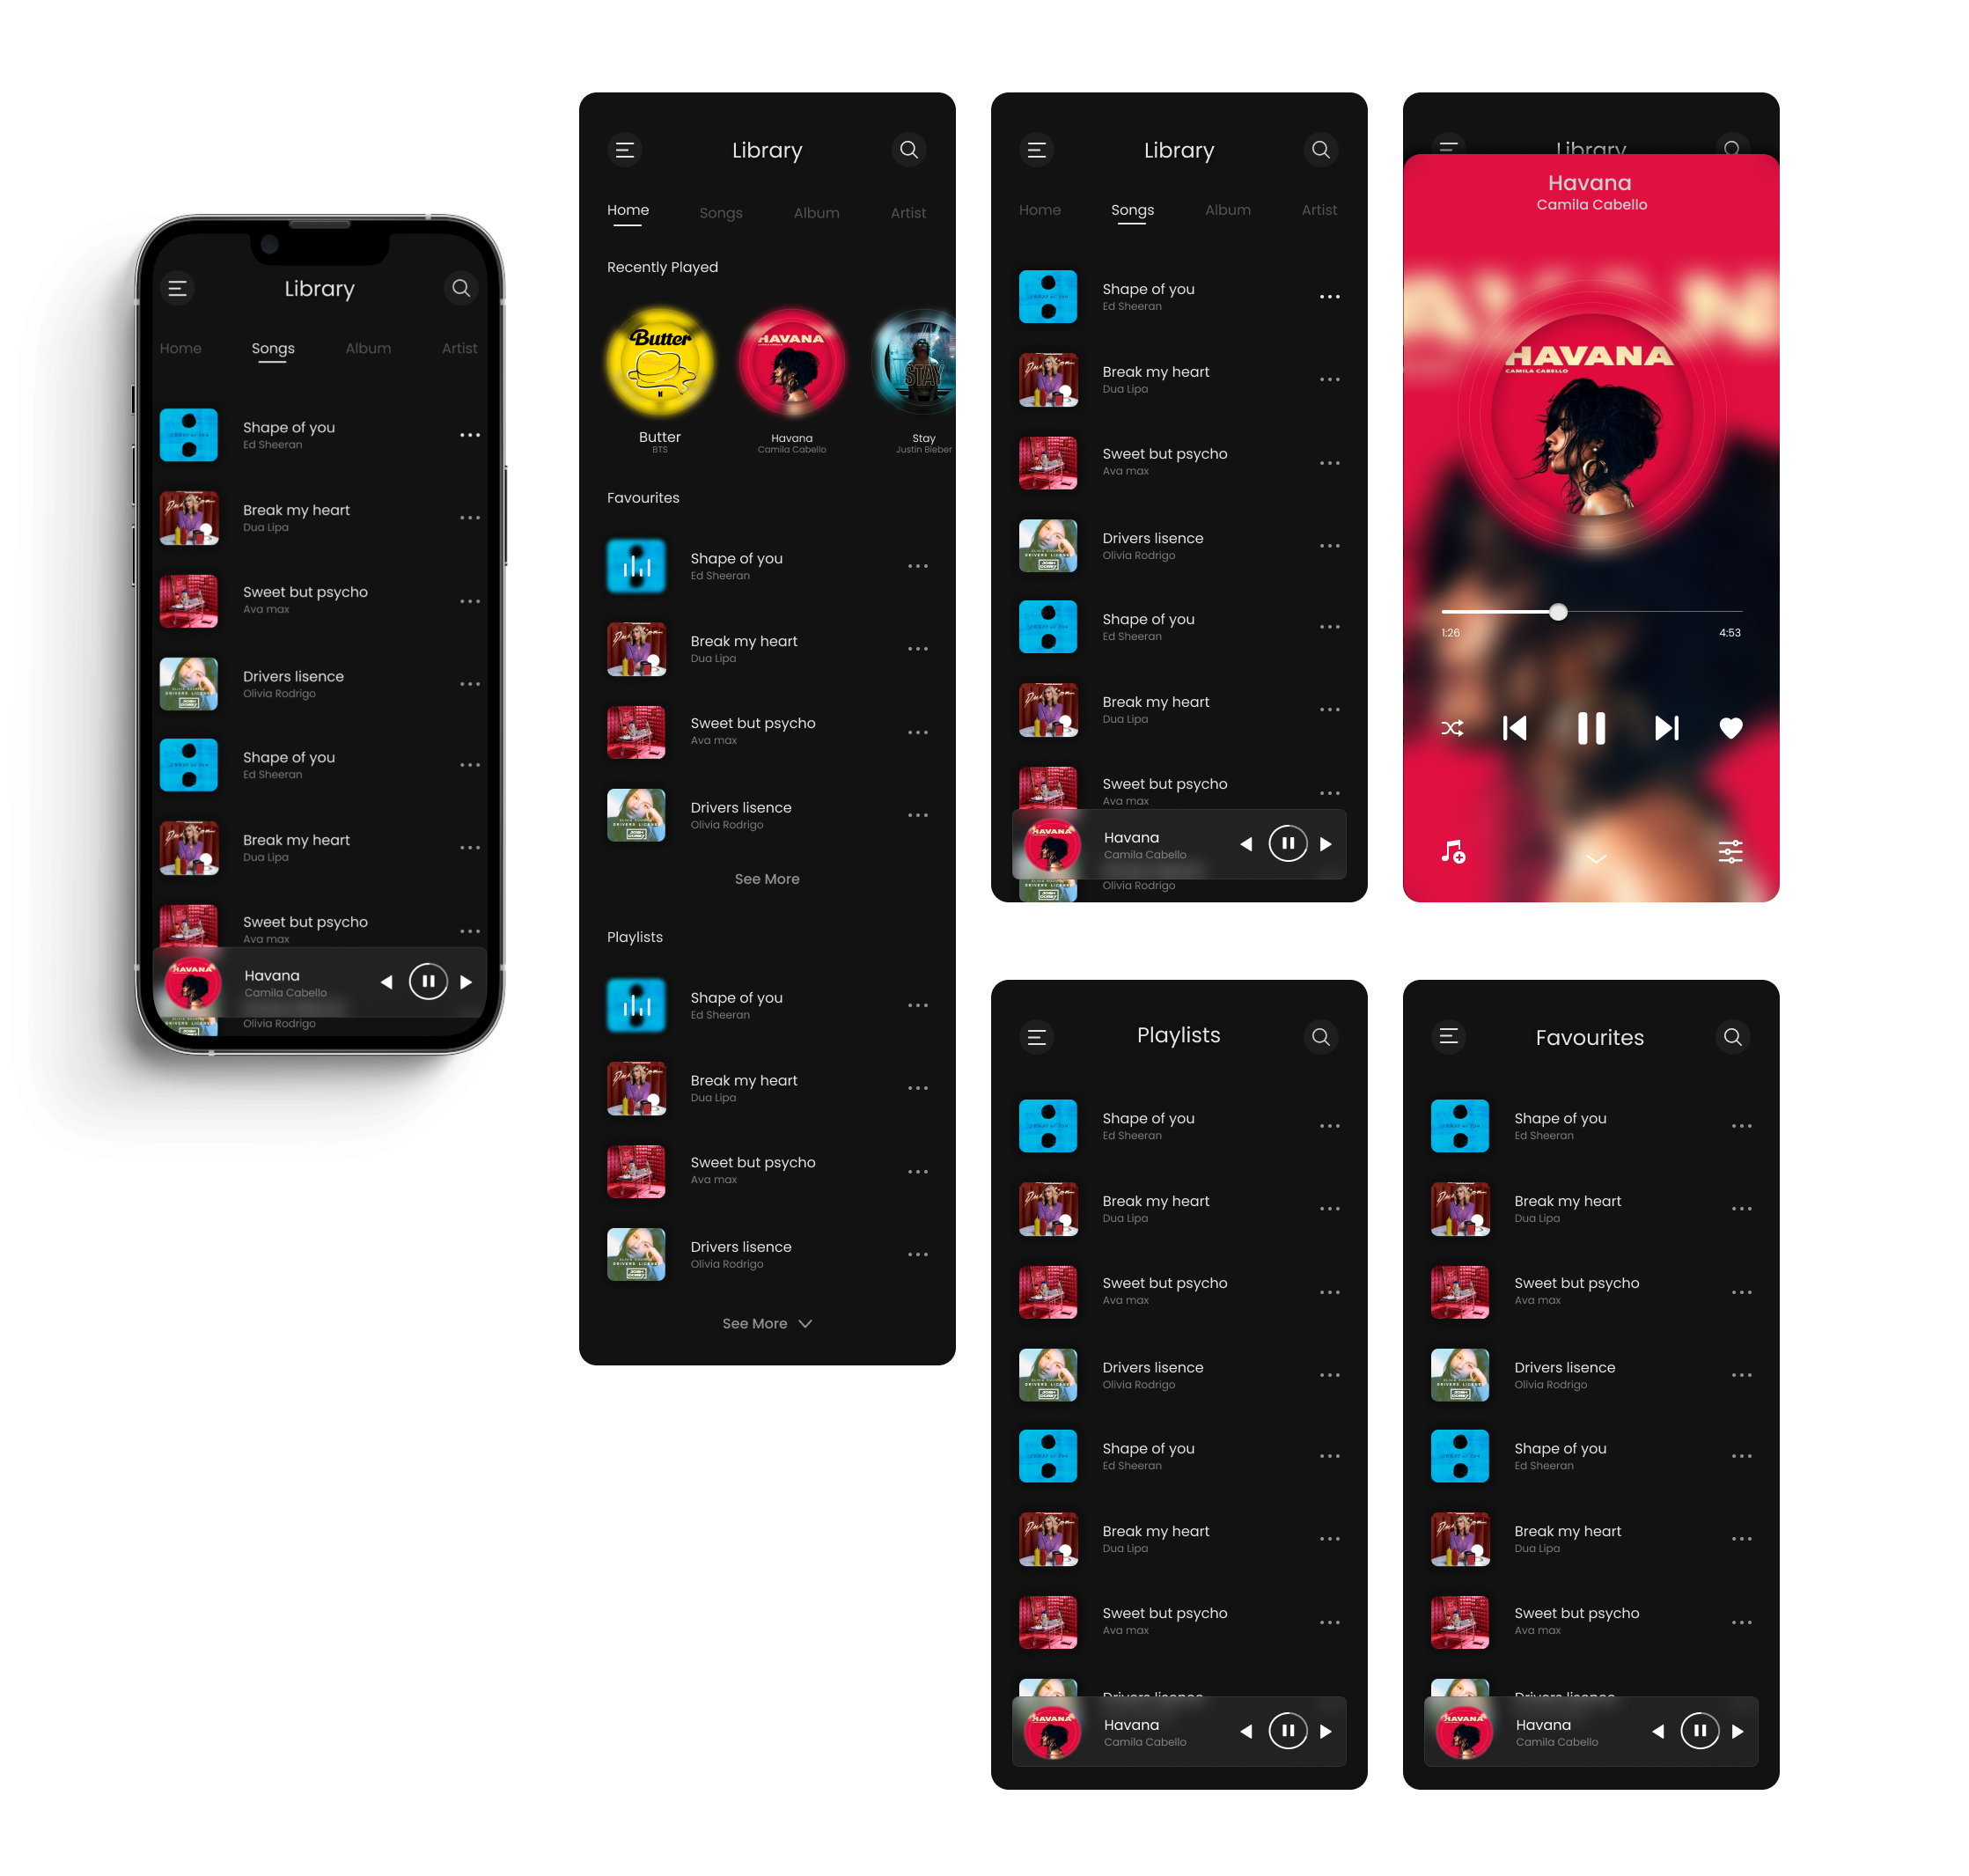 Library
Home Songs Album Artist
Shape of you
Ed Sheeran
Break my heart
Dua Lipa
Sweet but psycho
Ava max
Drivers lisence
Olivia Rodrigo
Shape of you
Ed Sheeran
Break my heart
Dua Lipa
Sweet but psycho
Ava max
HAVANA
Havana
Camila Cabello
Olivia Rodrigo
Library
Home Songs Album Artist
Recently Played
Butter
HAVANA
STAY
Butter
BTS
Havana
Camila Cabello
Stay
Justin Bieber
Favourites
Shape of you
Ed Sheeran
Break my heart
Dua Lipa
Sweet but psycho
Ava max
Drivers lisence
Olivia Rodrigo
See More
Playlists
Shape of you
Ed Sheeran
Break my heart
Dua Lipa
Sweet but psycho
Ava max
Drivers lisence
Olivia Rodrigo
See More
Library
Home Songs Album Artist
Shape of you
Ed Sheeran
Break my heart
Dua Lipa
Sweet but psycho
Ava max
Drivers lisence
Olivia Rodrigo
Shape of you
Ed Sheeran
Break my heart
Dua Lipa
Sweet but psycho
Ava max
HAVANA
Havana
Camila Cabello
Olivia Rodrigo
Library
Havana
Camila Cabello
HAVANA
CAMILA CABELLO
1:26
4:53
Playlists
Shape of you
Ed Sheeran
Break my heart
Dua Lipa
Sweet but psycho
Ava max
Drivers lisence
Olivia Rodrigo
Shape of you
Ed Sheeran
Break my heart
Dua Lipa
Sweet but psycho
Ava max
Drivers lisence
HAVANA
Havana
Camila Cabello
Favourites
Shape of you
Ed Sheeran
Break my heart
Dua Lipa
Sweet but psycho
Ava max
Drivers lisence
Olivia Rodrigo
Shape of you
Ed Sheeran
Break my heart
Dua Lipa
Sweet but psycho
Ava max
Drivers lisence
HAVANA
Havana
Camila Cabello